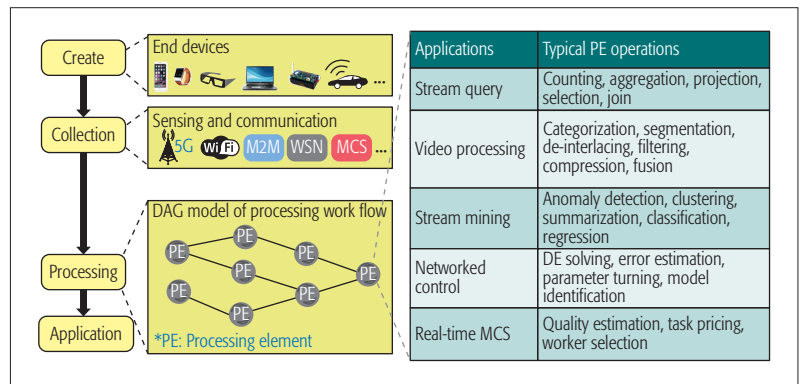 Create
Collection
Processing
Application
End devices
...
Sensing and communication
5G WiFi M2M WSN MCS ...
DAG model of processing work flow
PE
PE
PE
PE
PE
PE
PE
PE
PE
*PE: Processing element
Applications Typical PE operations
Stream query Counting, aggregation, projection,
selection, join
Video processing Categorization, segmentation,
de-interlacing, filtering,
compression, fusion
Stream mining Anomaly detection, clustering,
summarization, classification,
regression
Networked control DE solving, error estimation,
parameter turning, model
identification
Real-time MCS Quality estimation, task pricing,
worker selection